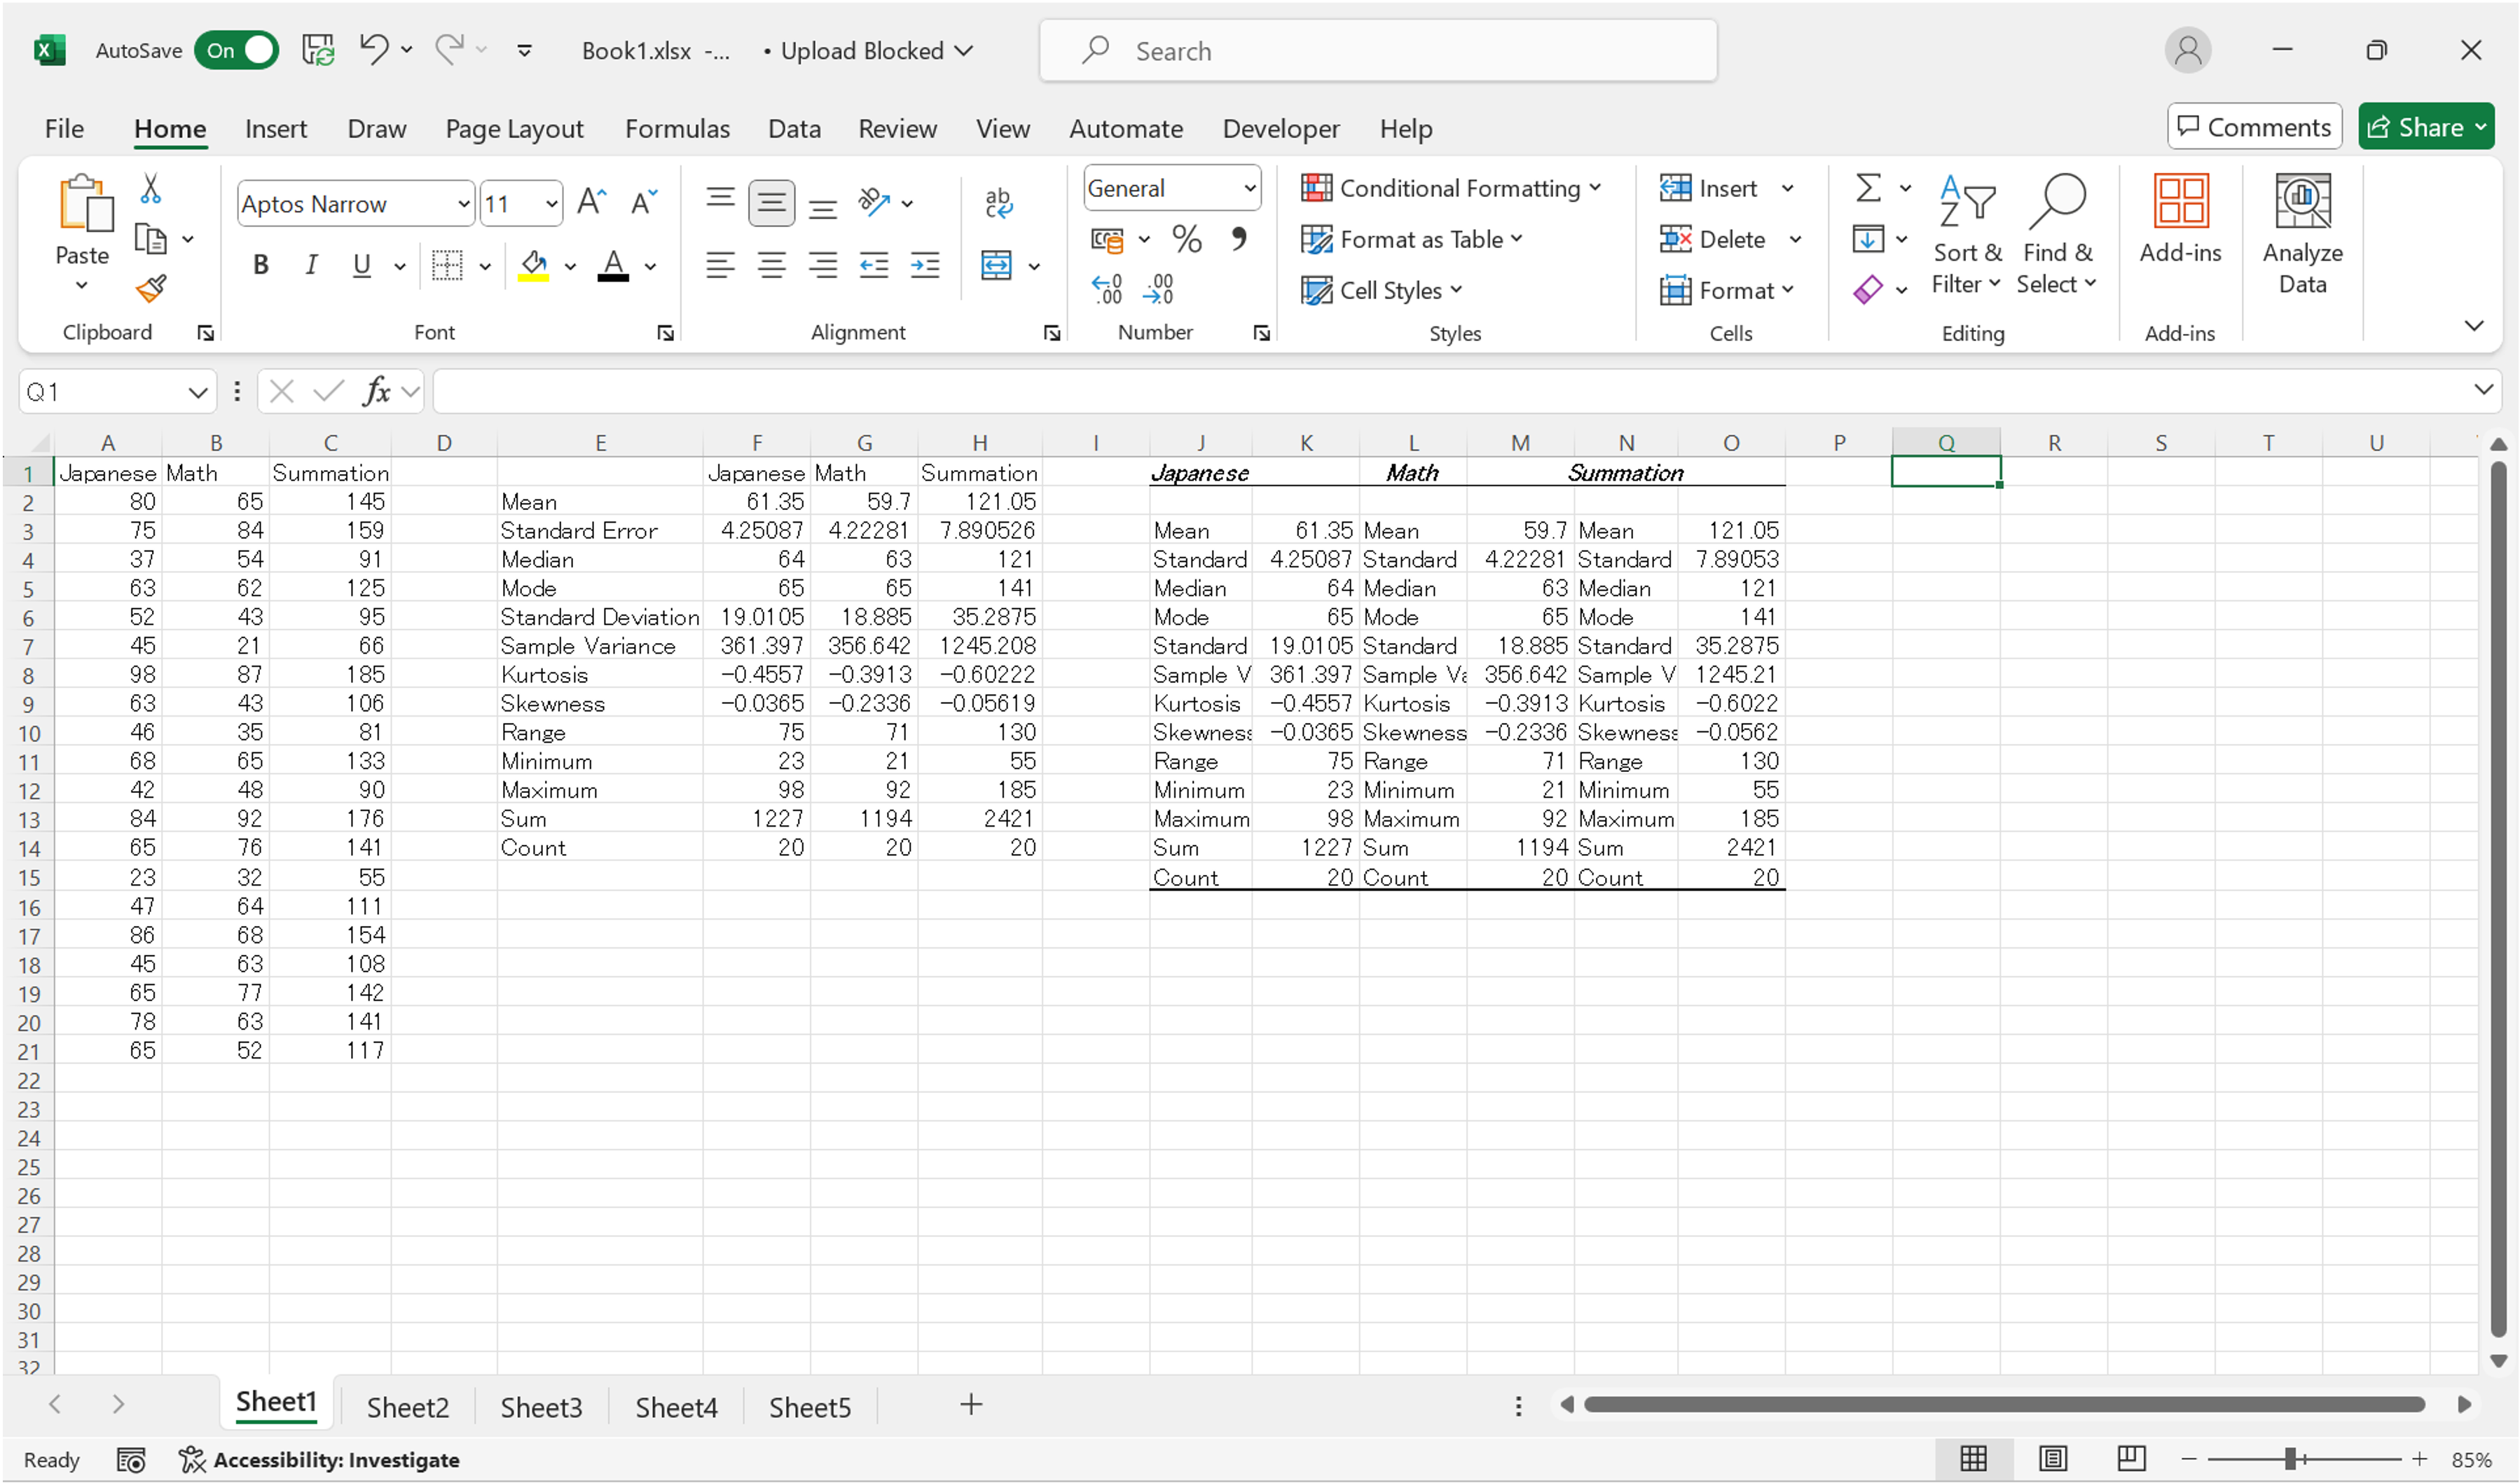 AutoSave On Book1.xlsx -... • Upload Blocked Search
File Home Insert Draw Page Layout Formulas Data Review View Automate Developer Help Comments Share
Paste
Clipboard
Aptos Narrow 11
B I U A
Font
ab
Alignment
General
%
Number
Conditional Formatting
Format as Table
Cell Styles
Styles
Insert
Delete
Format
Cells
Sort & Filter
Find & Select
Editing
Add-ins
Add-ins
Analyze Data
Q1 fx
A B C D E F G H I J K L M N O P Q R S T U
1 Japanese Math Summation Japanese Math Summation Japanese Math Summation
2 80 65 145 Mean 61.35 59.7 121.05
3 75 84 159 Standard Error 4.25087 4.22281 7.890526 Mean 61.35 Mean 59.7 Mean 121.05
4 37 54 91 Median 64 63 121 Standard 4.25087 Standard 4.22281 Standard 7.89053
5 63 62 125 Mode 65 65 141 Median 64 Median 63 Median 121
6 52 43 95 Standard Deviation 19.0105 18.885 35.2875 Mode 65 Mode 65 Mode 141
7 45 21 66 Sample Variance 361.397 356.642 1245.208 Standard 19.0105 Standard 18.885 Standard 35.2875
8 98 87 185 Kurtosis -0.4557 -0.3913 -0.60222 Sample V 361.397 Sample Va 356.642 Sample V 1245.21
9 63 43 106 Skewness -0.0365 -0.2336 -0.05619 Kurtosis -0.4557 Kurtosis -0.3913 Kurtosis -0.6022
10 46 35 81 Range 75 71 130 Skewness -0.0365 Skewness -0.2336 Skewness -0.0562
11 68 65 133 Minimum 23 21 55 Range 75 Range 71 Range 130
12 42 48 90 Maximum 98 92 185 Minimum 23 Minimum 21 Minimum 55
13 84 92 176 Sum 1227 1194 2421 Maximum 98 Maximum 92 Maximum 185
14 65 76 141 Count 20 20 20 Sum 1227 Sum 1194 Sum 2421
15 23 32 55 Count 20 Count 20 Count 20
16 47 64 111
17 86 68 154
18 45 63 108
19 65 77 142
20 78 63 141
21 65 52 117
22
23
24
25
26
27
28
29
30
31
32
Sheet1 Sheet2 Sheet3 Sheet4 Sheet5
Ready Accessibility: Investigate 85%